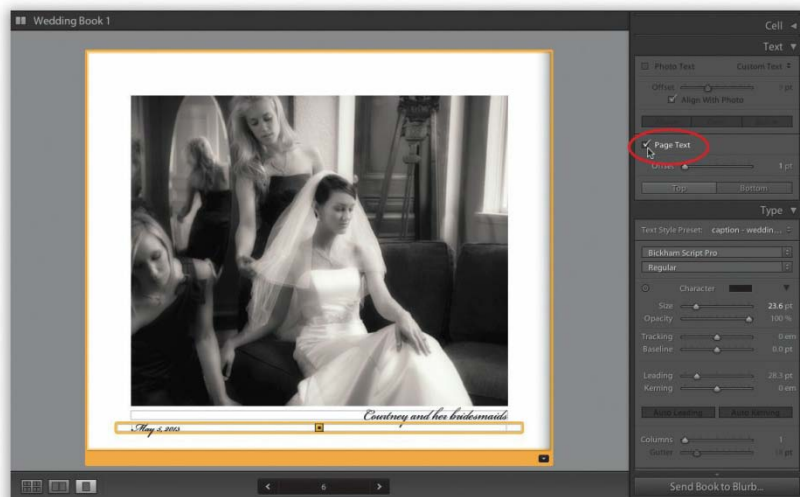 Wedding Book 1
Cell
Text
Photo Text Custom Text
Offset 7 pt
Align With Photo
Page Text
Offset 1 pt
Top Bottom
Type
Text Style Preset: caption - weddin...
Bickham Script Pro
Regular
Character
Size 23.6 pt
Opacity 100 %
Tracking 0 em
Baseline 0.0 pt
Leading 28.3 pt
Kerning 0 em
Auto Leading Auto Kerning
Columns 1
Gutter
Courtney and her bridesmaids
May 5, 2013
6
Send Book to Blurb...